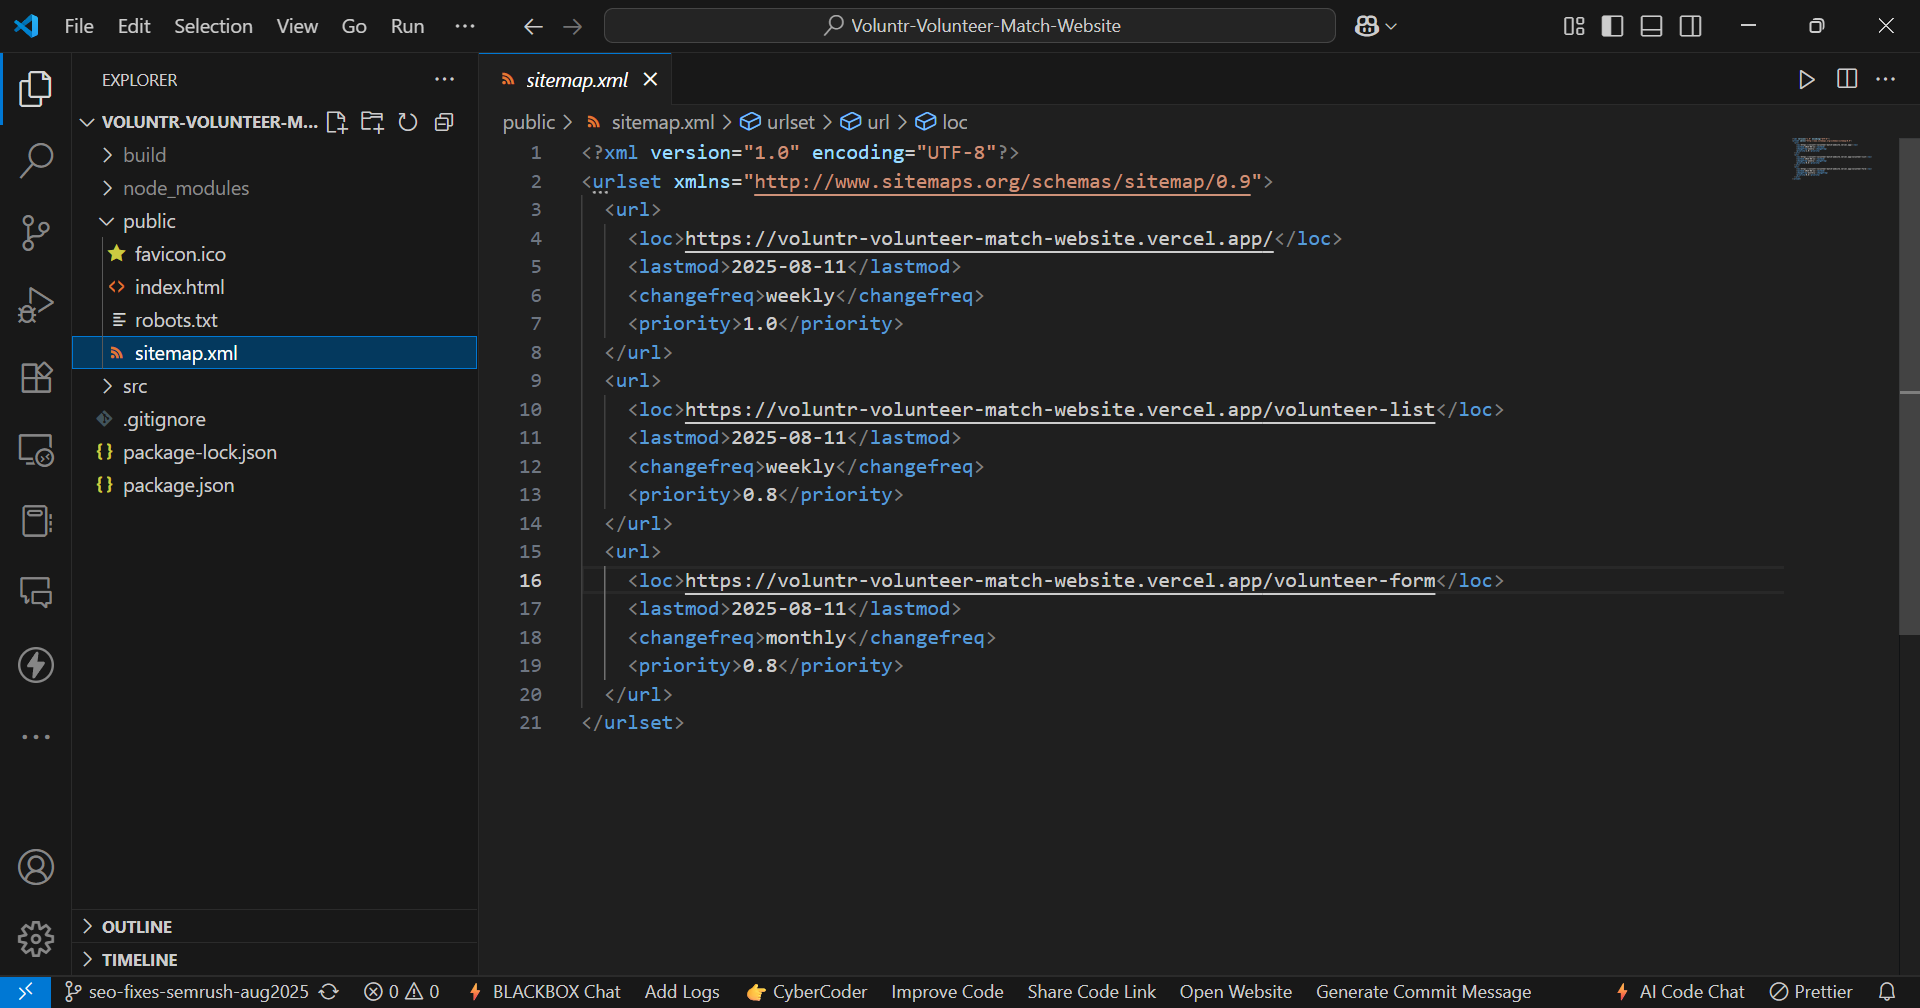 File Edit Selection View Go Run
Voluntr-Volunteer-Match-Website
EXPLORER
VOLUNTR-VOLUNTEER-M...
build
node_modules
public
favicon.ico
index.html
robots.txt
sitemap.xml
src
.gitignore
package-lock.json
package.json
OUTLINE
TIMELINE
sitemap.xml
public > sitemap.xml > urlset > url > loc
1 <?xml version="1.0" encoding="UTF-8"?>
2 <urlset xmlns="http://www.sitemaps.org/schemas/sitemap/0.9">
3 <url>
4 <loc>https://voluntr-volunteer-match-website.vercel.app/</loc>
5 <lastmod>2025-08-11</lastmod>
6 <changefreq>weekly</changefreq>
7 <priority>1.0</priority>
8 </url>
9 <url>
10 <loc>https://voluntr-volunteer-match-website.vercel.app/volunteer-list</loc>
11 <lastmod>2025-08-11</lastmod>
12 <changefreq>weekly</changefreq>
13 <priority>0.8</priority>
14 </url>
15 <url>
16 <loc>https://voluntr-volunteer-match-website.vercel.app/volunteer-form</loc>
17 <lastmod>2025-08-11</lastmod>
18 <changefreq>monthly</changefreq>
19 <priority>0.8</priority>
20 </url>
21 </urlset>
seo-fixes-semrush-aug2025 0 0 BLACKBOX Chat Add Logs CyberCoder Improve Code Share Code Link Open Website Generate Commit Message AI Code Chat Prettier